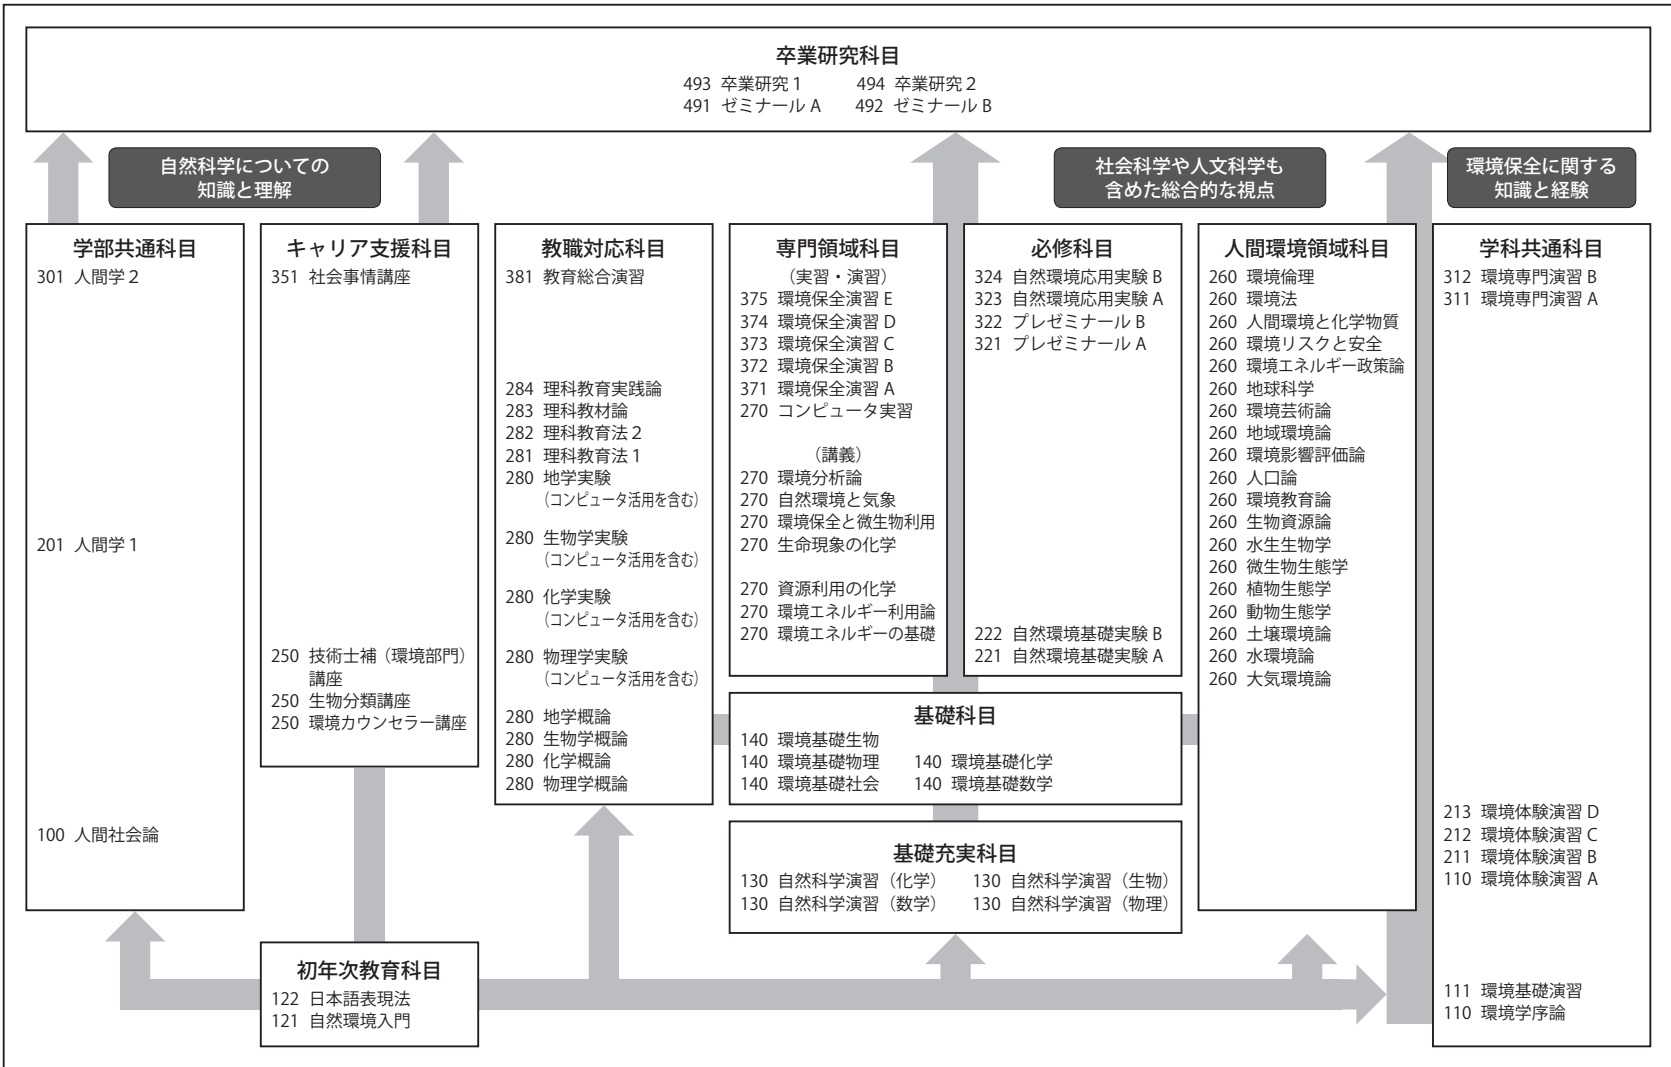 卒業研究科目
493 卒業研究 1 494 卒業研究 2
491 ゼミナール A 492 ゼミナール B
自然科学についての
知識と理解
社会科学や人文科学も
含めた総合的な視点
環境保全に関する
知識と経験
学部共通科目
301 人間学 2
201 人間学 1
100 人間社会論
キャリア支援科目
351 社会事情講座
250 技術士補（環境部門）
講座
250 生物分類講座
250 環境カウンセラー講座
教職対応科目
381 教育総合演習
284 理科教育実践論
283 理科教材論
282 理科教育法 2
281 理科教育法 1
280 地学実験
（コンピュータ活用を含む）
280 生物学実験
（コンピュータ活用を含む）
280 化学実験
（コンピュータ活用を含む）
280 物理学実験
（コンピュータ活用を含む）
280 地学概論
280 生物学概論
280 化学概論
280 物理学概論
専門領域科目
（実習・演習）
375 環境保全演習 E
374 環境保全演習 D
373 環境保全演習 C
372 環境保全演習 B
371 環境保全演習 A
270 コンピュータ実習
（講義）
270 環境分析論
270 自然環境と気象
270 環境保全と微生物利用
270 生命現象の化学
270 資源利用の化学
270 環境エネルギー利用論
270 環境エネルギーの基礎
必修科目
324 自然環境応用実験 B
323 自然環境応用実験 A
322 プレゼミナール B
321 プレゼミナール A
222 自然環境基礎実験 B
221 自然環境基礎実験 A
人間環境領域科目
260 環境倫理
260 環境法
260 人間環境と化学物質
260 環境リスクと安全
260 環境エネルギー政策論
260 地球科学
260 環境芸術論
260 地域環境論
260 環境影響評価論
260 人口論
260 環境教育論
260 生物資源論
260 水生生物学
260 微生物生態学
260 植物生態学
260 動物生態学
260 土壌環境論
260 水環境論
260 大気環境論
学科共通科目
312 環境専門演習 B
311 環境専門演習 A
213 環境体験演習 D
212 環境体験演習 C
211 環境体験演習 B
110 環境体験演習 A
111 環境基礎演習
110 環境学序論
基礎科目
140 環境基礎生物
140 環境基礎物理 140 環境基礎化学
140 環境基礎社会 140 環境基礎数学
基礎充実科目
130 自然科学演習（化学） 130 自然科学演習（生物）
130 自然科学演習（数学） 130 自然科学演習（物理）
初年次教育科目
122 日本語表現法
121 自然環境入門